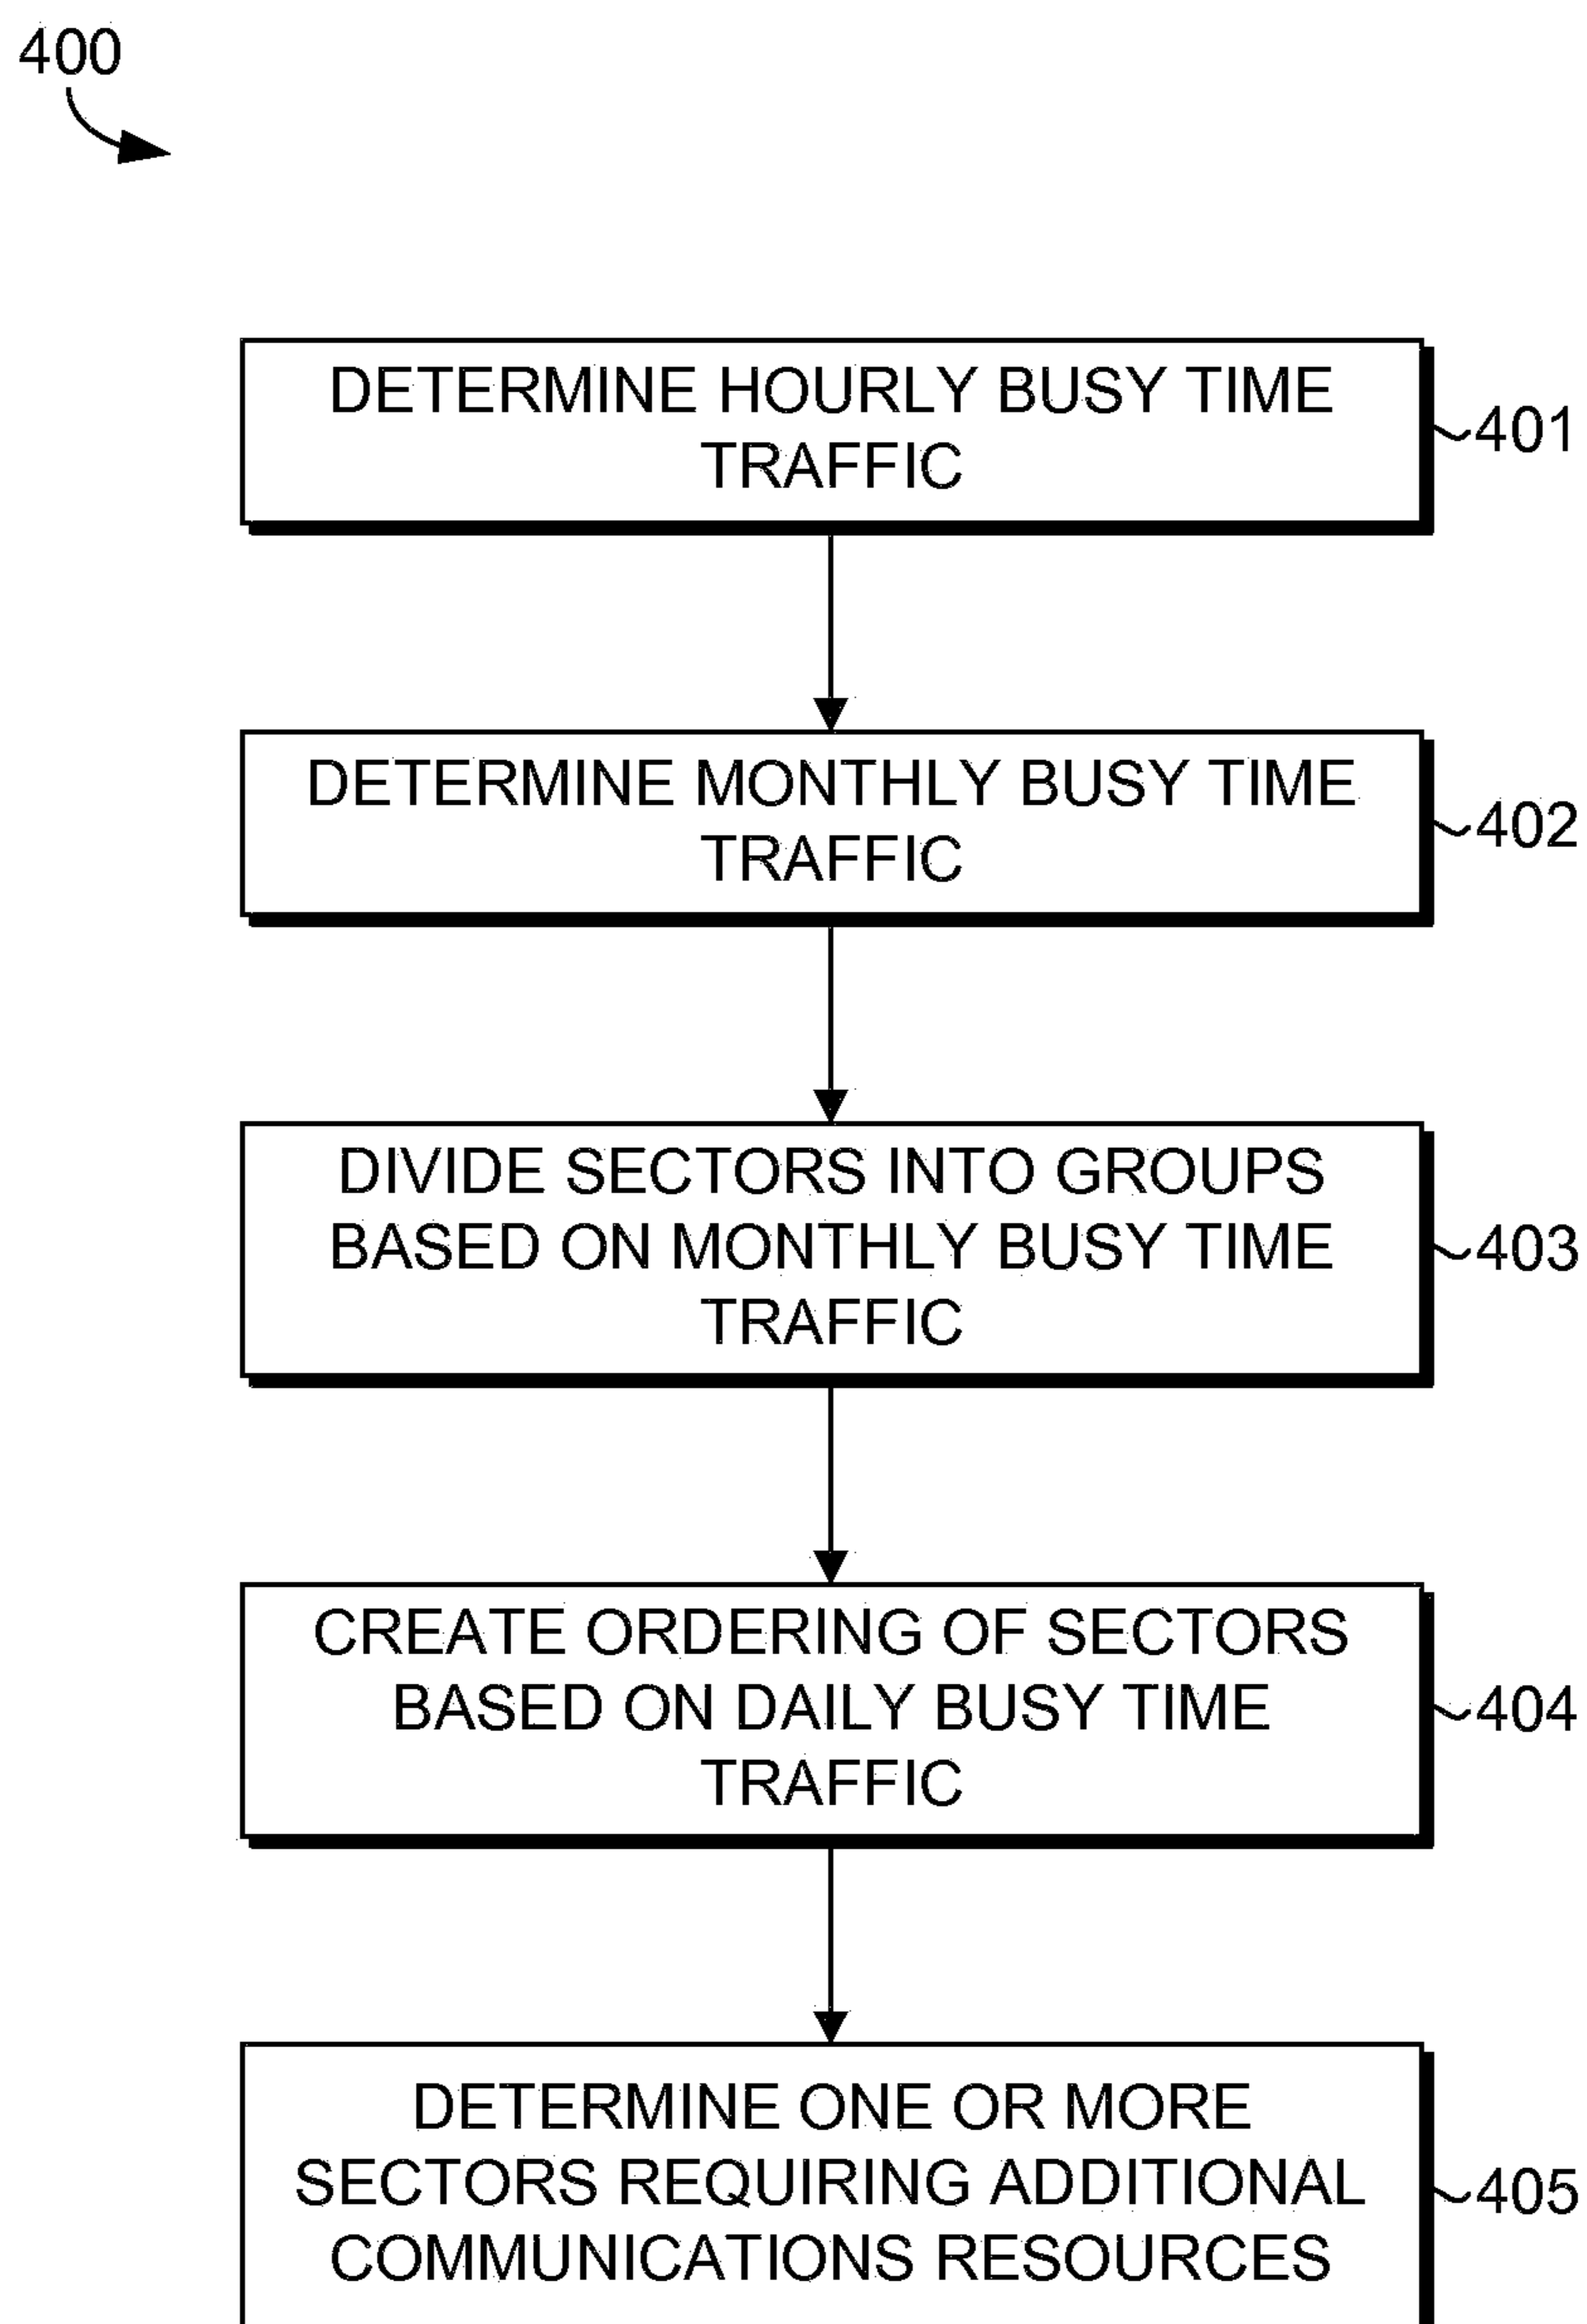 400
DETERMINE HOURLY BUSY TIME
TRAFFIC
401
DETERMINE MONTHLY BUSY TIME
TRAFFIC
402
DIVIDE SECTORS INTO GROUPS
BASED ON MONTHLY BUSY TIME
TRAFFIC
403
CREATE ORDERING OF SECTORS
BASED ON DAILY BUSY TIME
TRAFFIC
404
DETERMINE ONE OR MORE
SECTORS REQUIRING ADDITIONAL
COMMUNICATIONS RESOURCES
405